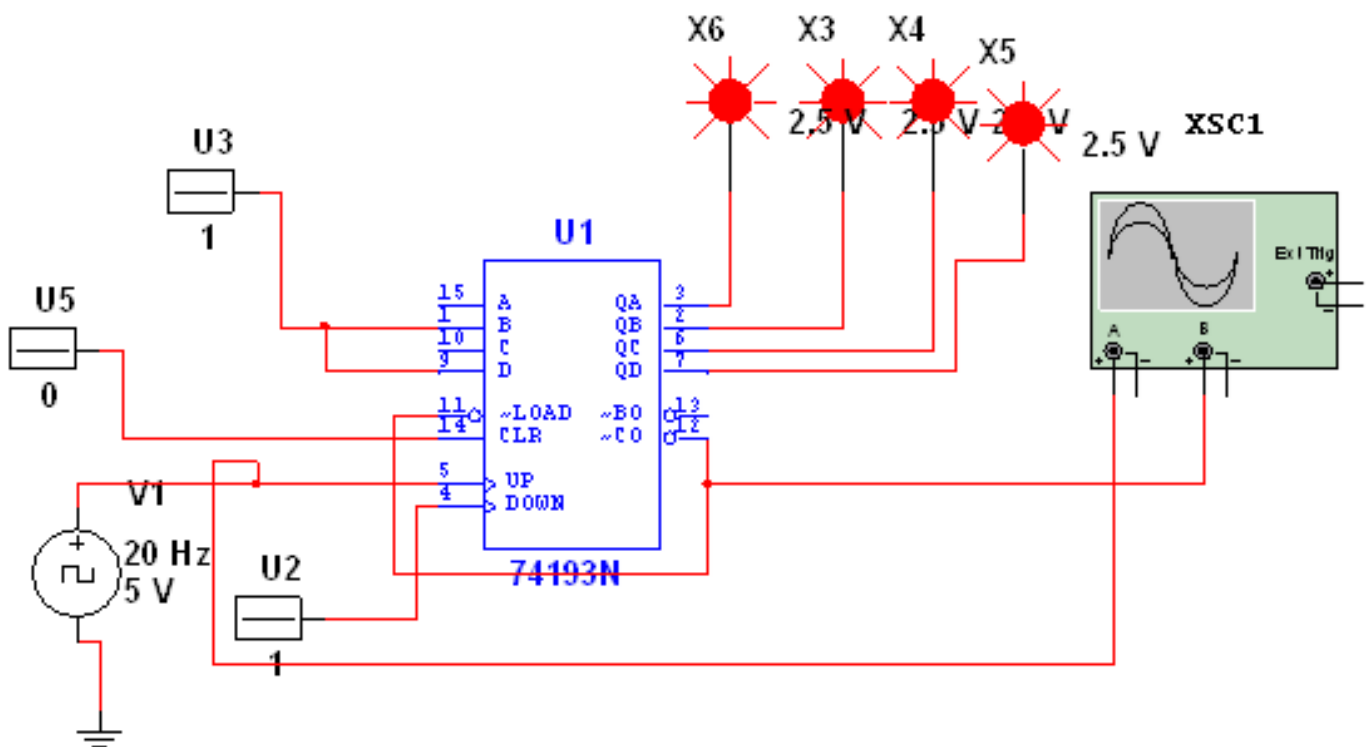 X6
X3
X4
X5
2.5 V
2.5 V
2.5 V
2.5 V
XSC1
Ext Trig
+
-
A
B
+
-
+
-
U3
1
U5
0
U1
15 A
1 B
10 C
9 D
11 ~LOAD
14 CLR
5 UP
4 DOWN
QA 3
QB 2
QC 6
QD 7
~BO 13
~CO 12
74193N
V1
+
20 Hz
5 V
U2
1